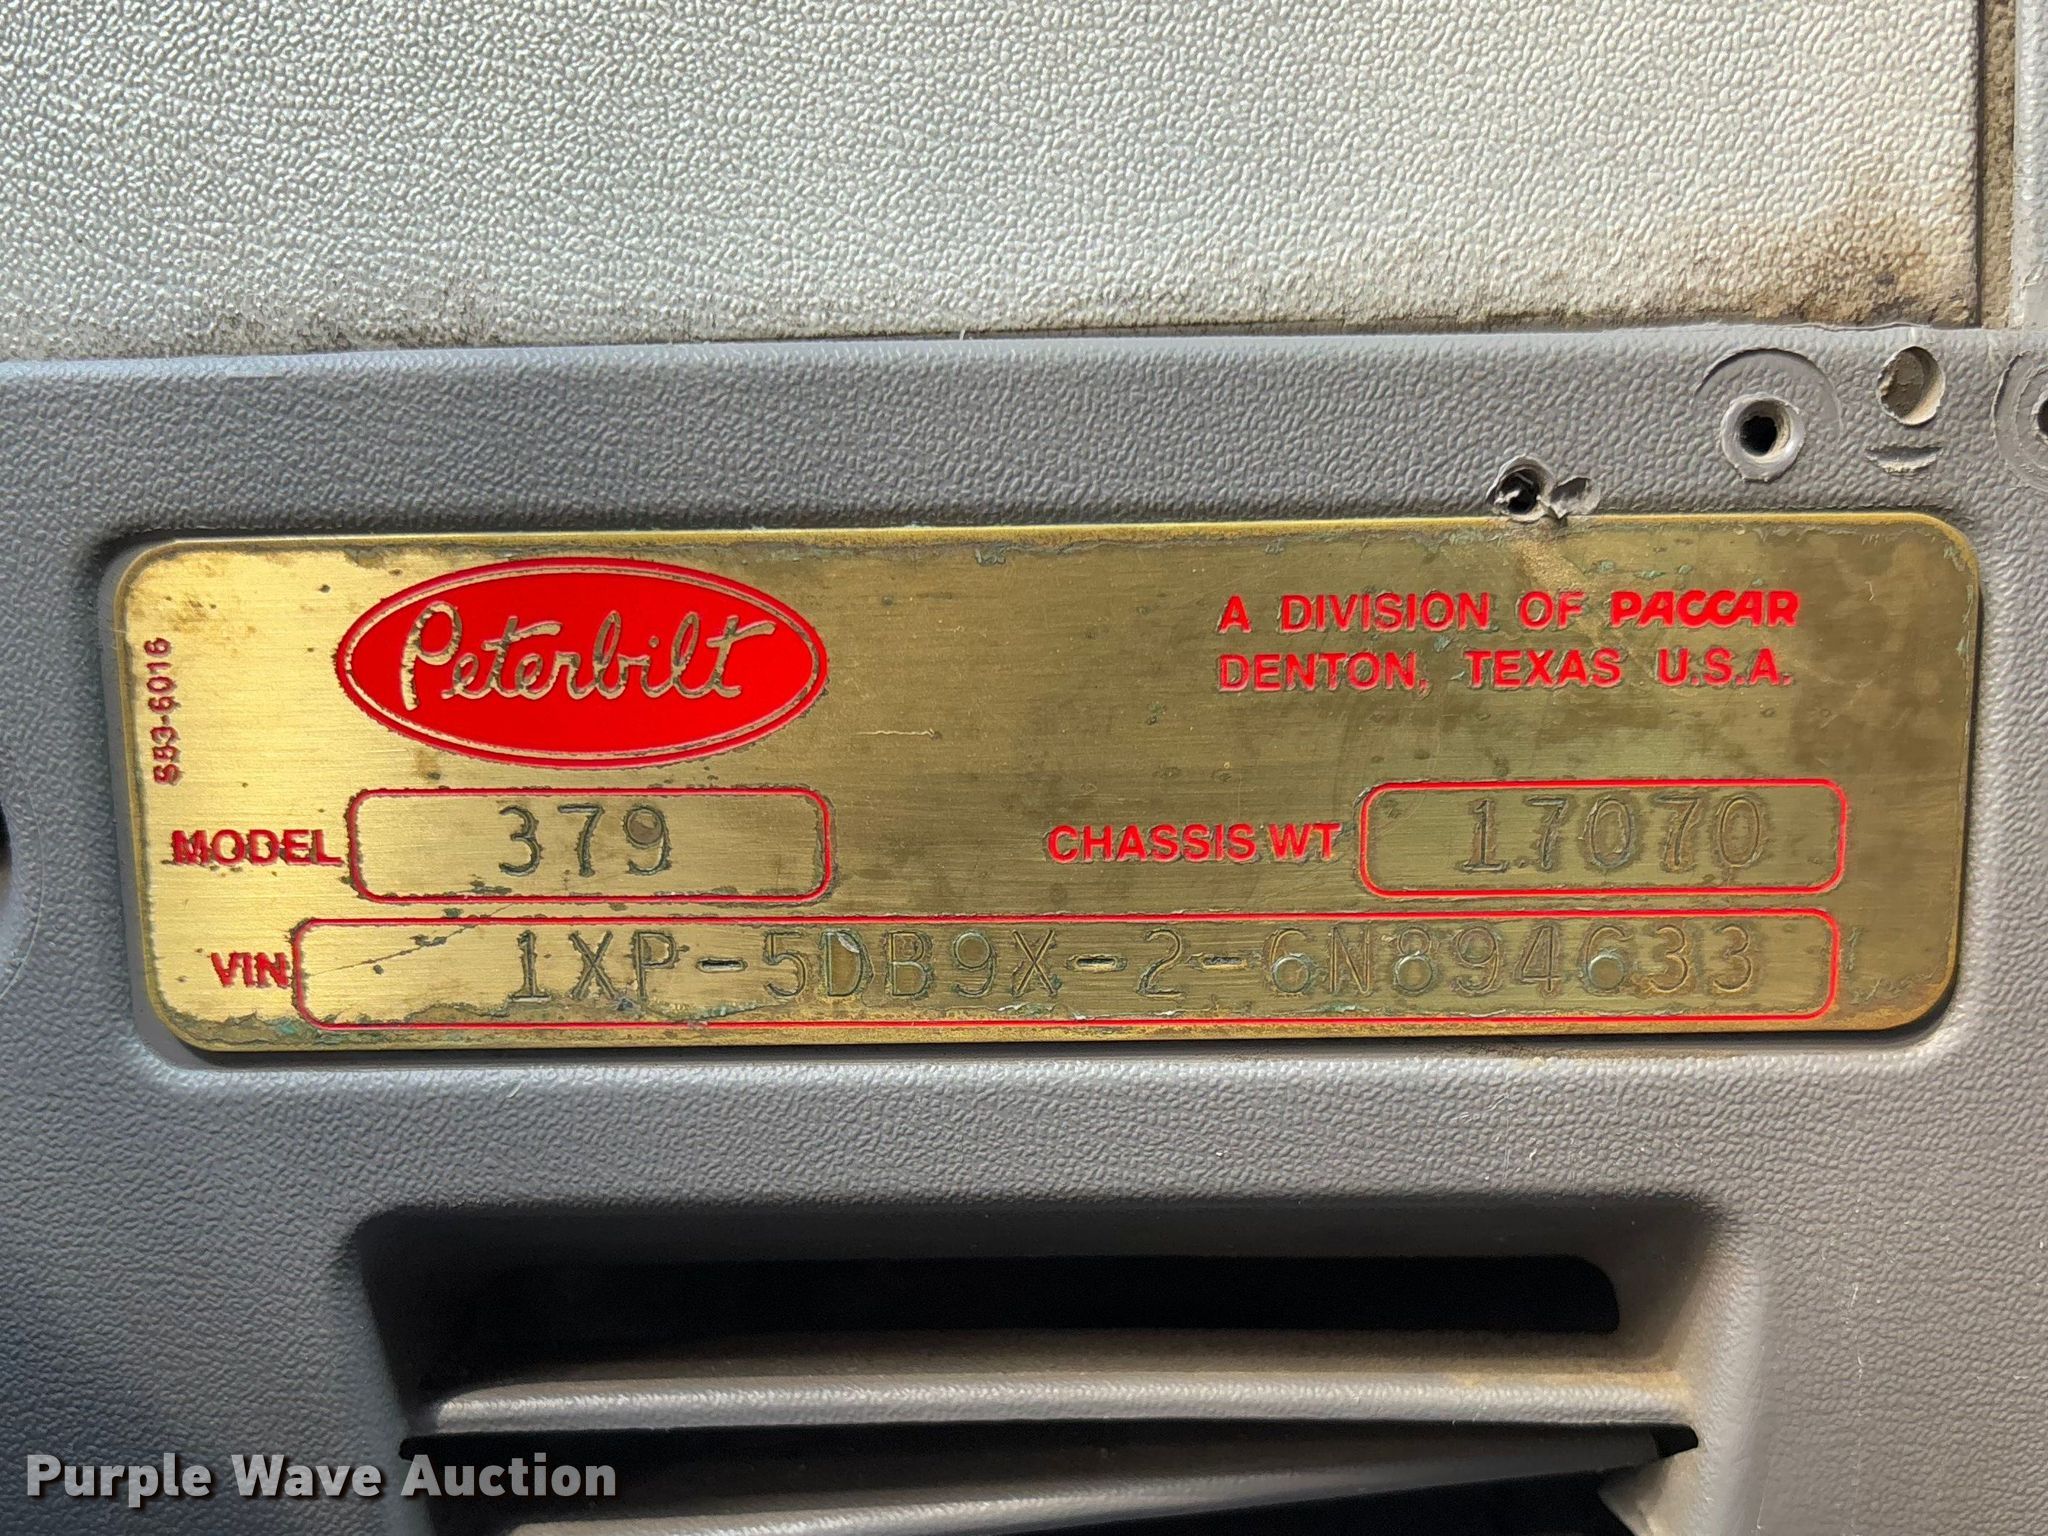 Peterbilt
A DIVISION OF PACCAR
DENTON, TEXAS U.S.A.
S83-6016
MODEL 379
CHASSIS WT 17070
VIN 1XP-5DB9X-2-6N894633
Purple Wave Auction